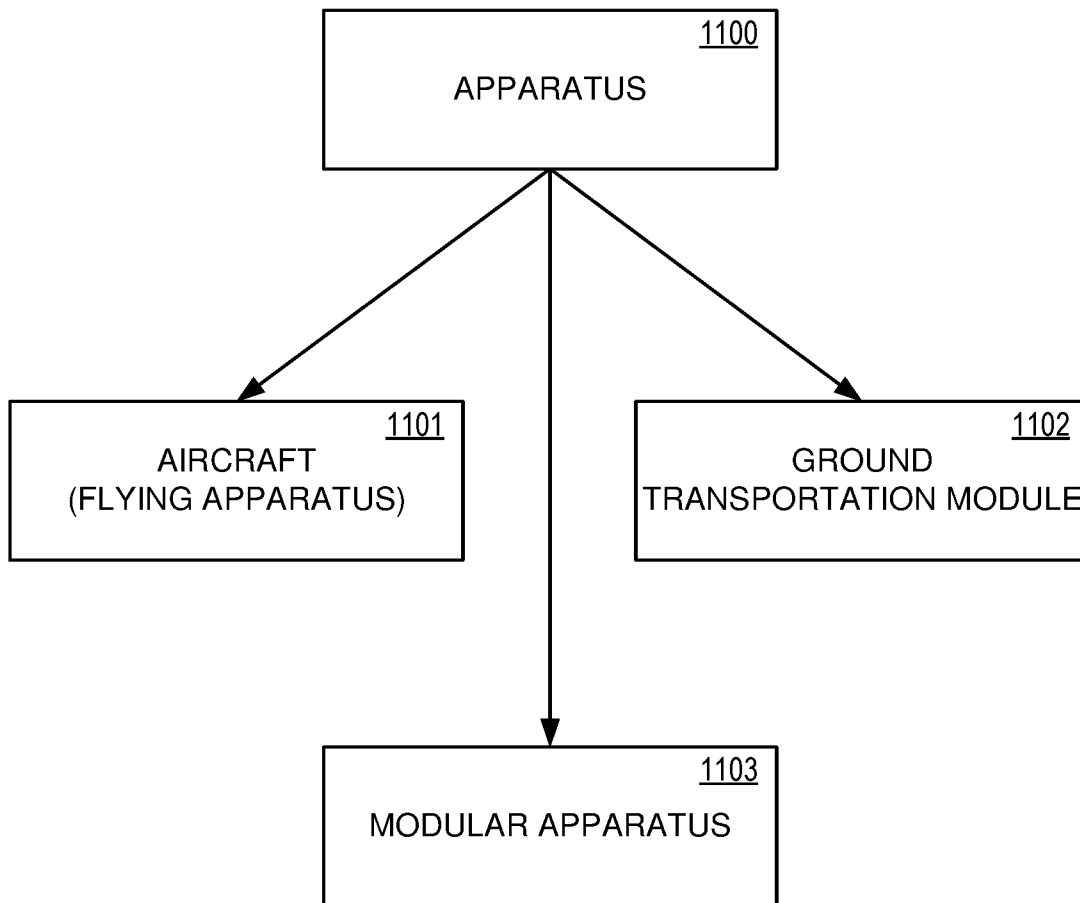 1100
APPARATUS
1101
AIRCRAFT
(FLYING APPARATUS)
1102
GROUND
TRANSPORTATION MODULE
1103
MODULAR APPARATUS